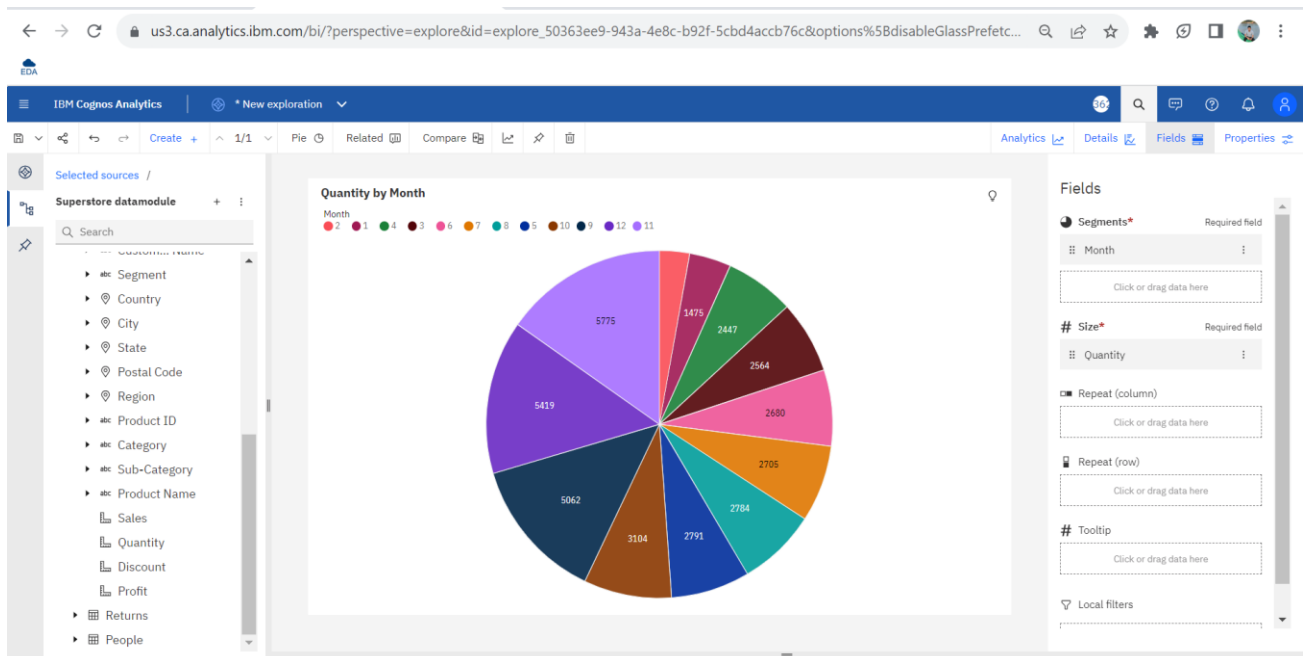 us3.ca.analytics.ibm.com/bi/?perspective=explore&id=explore_50363ee9-943a-4e8c-b92f-5cbd4accb76c&options%5BdisableGlassPrefetc...
EDA
IBM Cognos Analytics * New exploration
Create + 1/1 Pie Related Compare Analytics Details Fields Properties
Selected sources /
Superstore datamodule
Search
abc Segment
Country
City
State
Postal Code
Region
abc Product ID
abc Category
abc Sub-Category
abc Product Name
Sales
Quantity
Discount
Profit
Returns
People
Quantity by Month
Month
2 1 4 3 6 7 8 5 10 9 12 11
5775
1475
2447
2564
5419
2680
2705
5062
2784
3104
2791
Fields
Segments* Required field
Month
Click or drag data here
# Size* Required field
Quantity
Repeat (column)
Click or drag data here
Repeat (row)
Click or drag data here
# Tooltip
Click or drag data here
Local filters